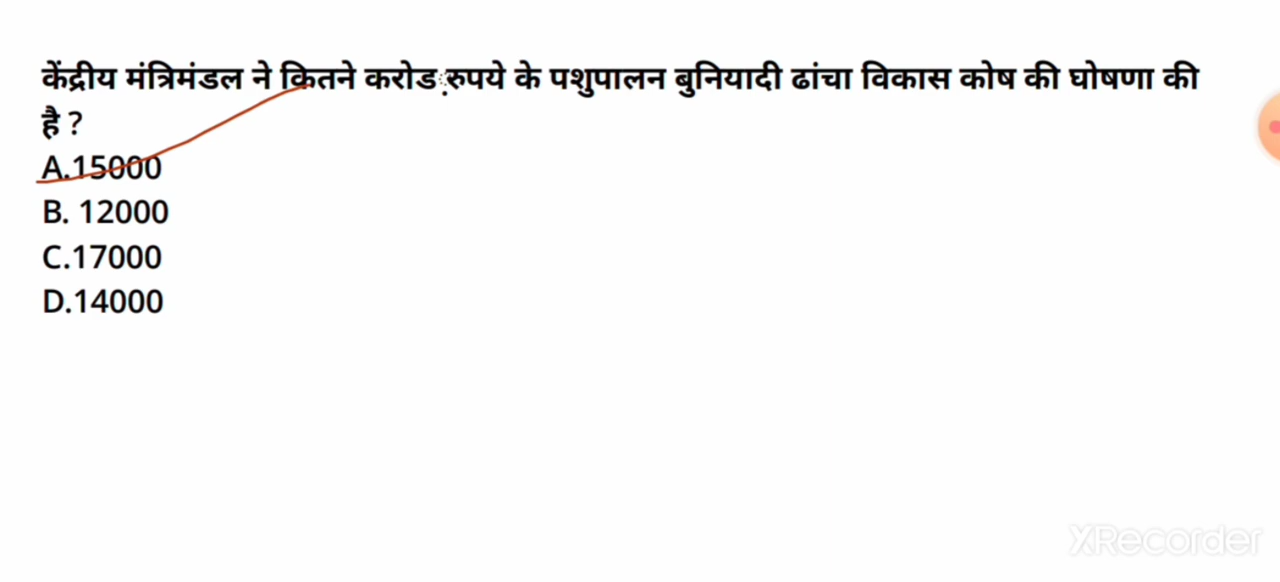 केंद्रीय मंत्रिमंडल ने कितने करोड़ रुपये के पशुपालन बुनियादी ढांचा विकास कोष की घोषणा की
है ?
A.15000
B. 12000
C.17000
D.14000
XRecorder